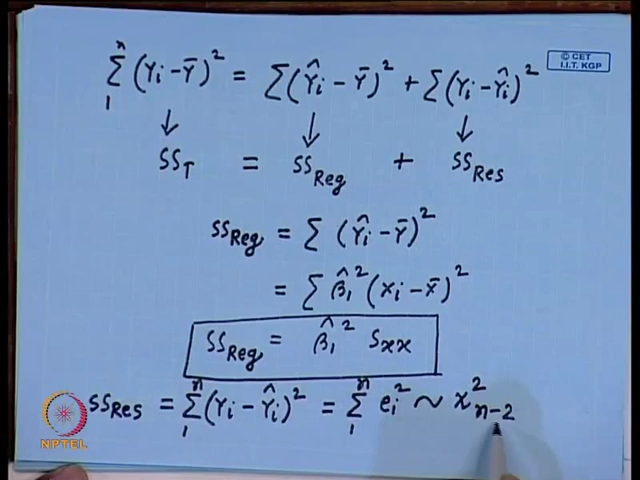 © CET
I.I.T. KGP
n∑1 (Yi − Ȳ)² = ∑(Ŷi − Ȳ)² + ∑(Yi − Ŷi)²
↓ ↓ ↓
SST = SSReg + SSRes
SSReg = ∑ (Ŷi − Ȳ)²
= ∑ β̂1² (xi − x̄)²
SSReg = β̂1² Sxx
SSRes = n∑1 (Yi − Ŷi)² = n∑1 ei² ~ χ²n−2
NPTEL